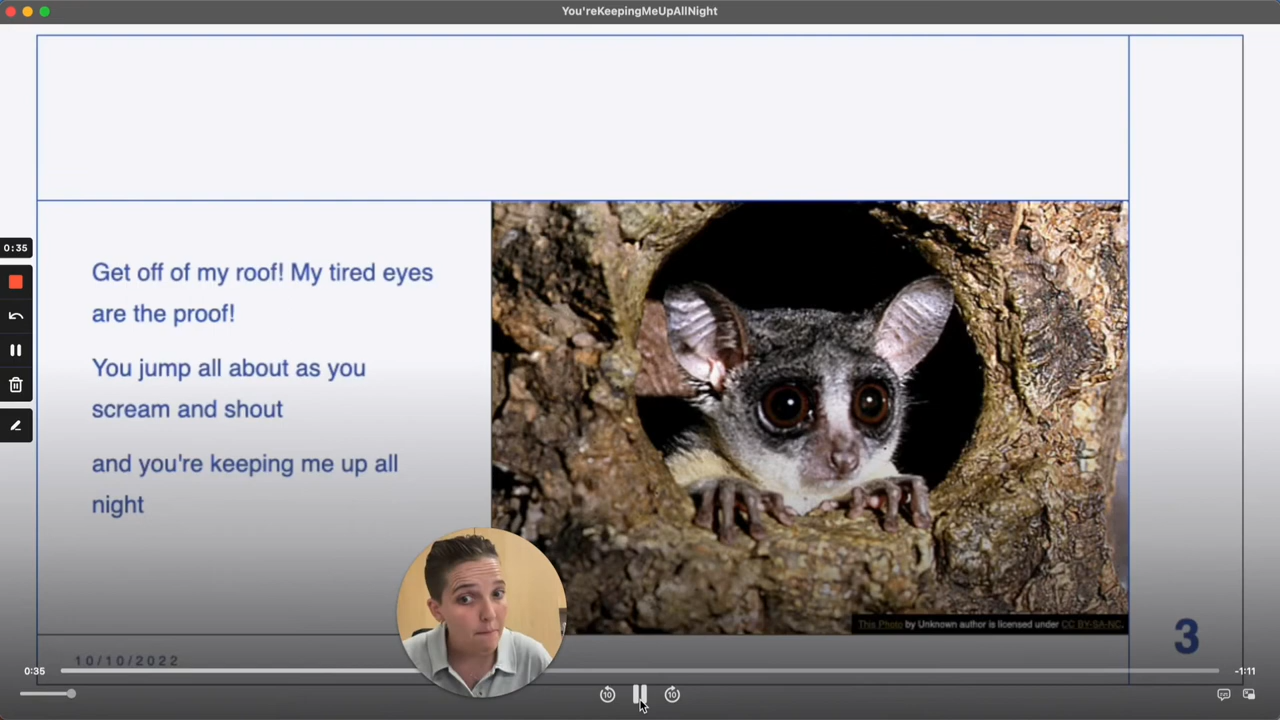 You'reKeepingMeUpAllNight
0:35
Get off of my roof! My tired eyes
are the proof!
You jump all about as you
scream and shout
and you're keeping me up all
night
This Photo by Unknown author is licensed under CC BY-SA-NC.
3
10/10/2022
0:35
-1:11
10
10